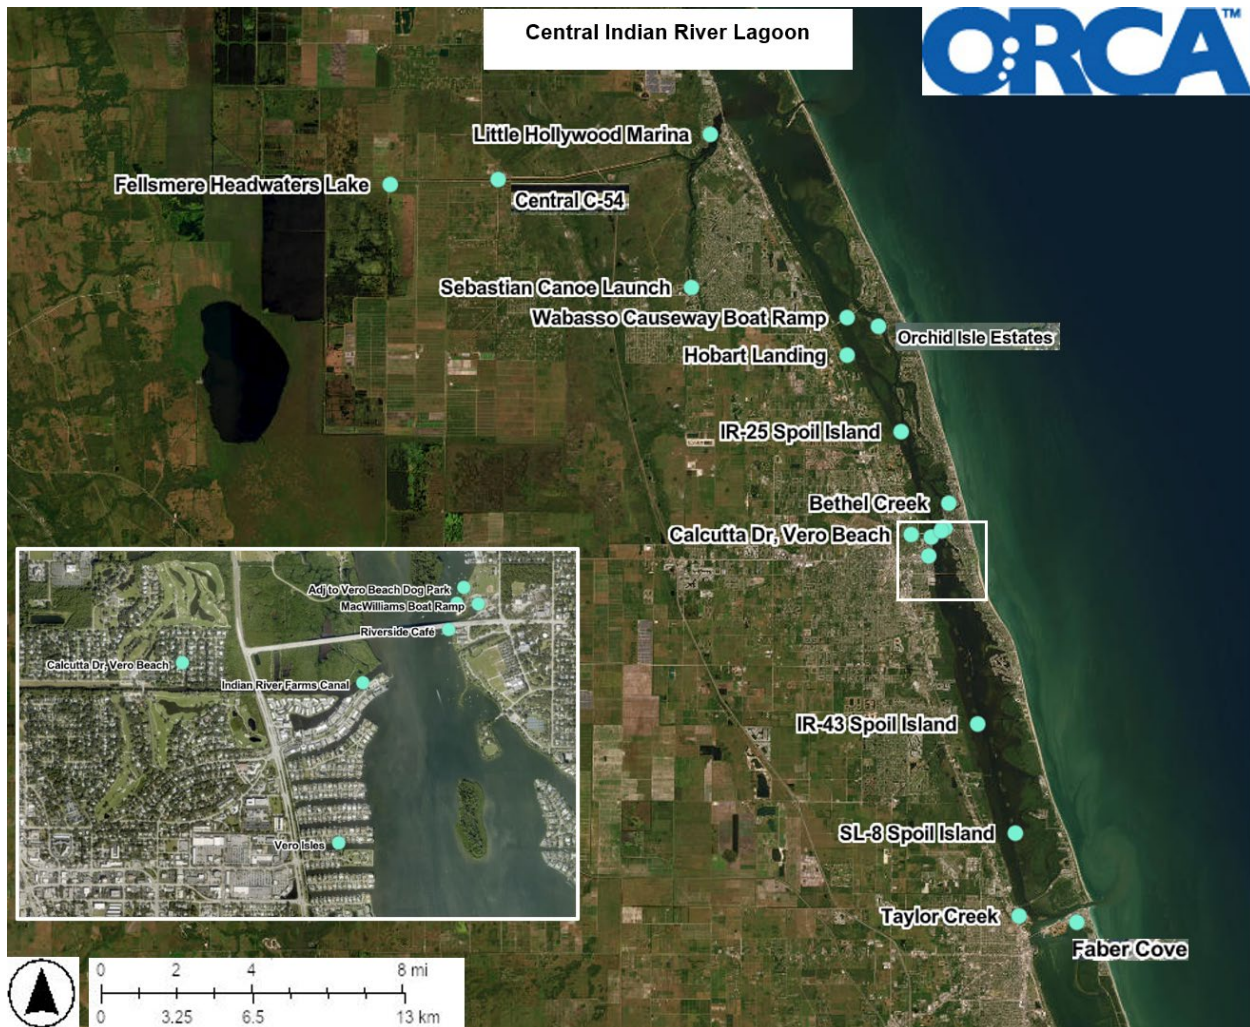 Central Indian River Lagoon
ORCA™
Little Hollywood Marina
Fellsmere Headwaters Lake
Central C-54
Sebastian Canoe Launch
Wabasso Causeway Boat Ramp
Orchid Isle Estates
Hobart Landing
IR-25 Spoil Island
Bethel Creek
Calcutta Dr, Vero Beach
Adj to Vero Beach Dog Park
MacWilliams Boat Ramp
Riverside Café
Calcutta Dr, Vero Beach
Indian River Farms Canal
Vero Isles
IR-43 Spoil Island
SL-8 Spoil Island
Taylor Creek
Faber Cove
0 2 4 8 mi
0 3.25 6.5 13 km